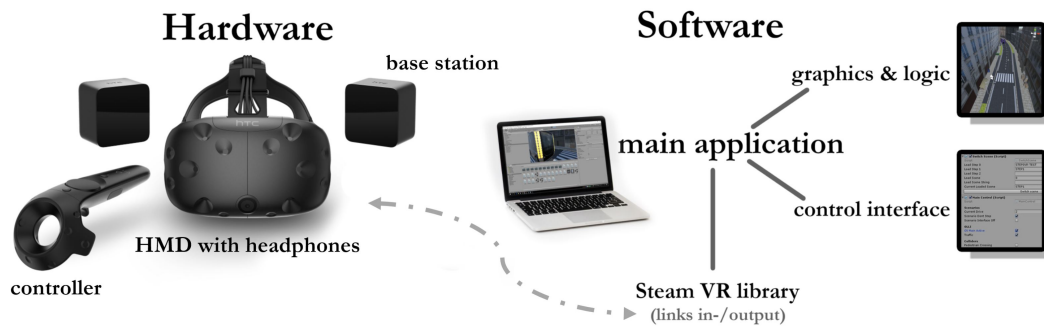 Hardware
Software
base station
graphics & logic
hTC
main application
control interface
HMD with headphones
controller
Steam VR library
(links in-/output)